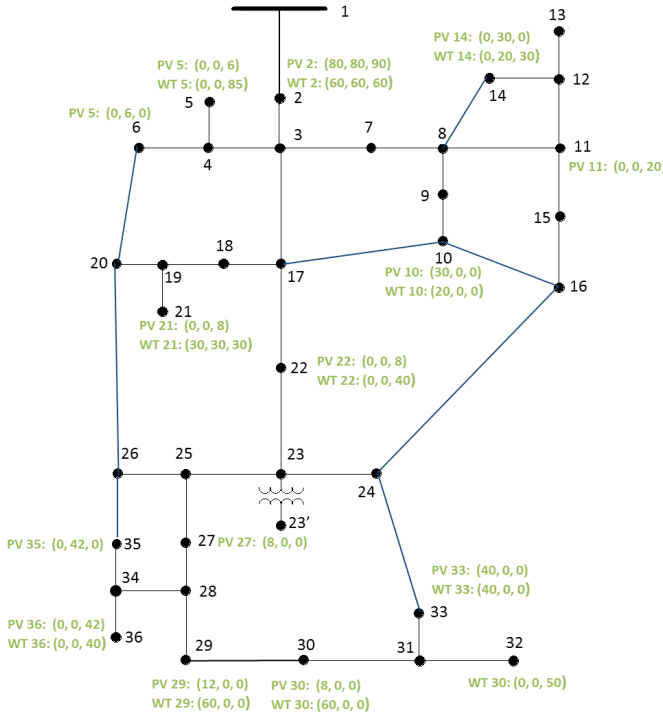 1
13
PV 14: (0, 30, 0)
WT 14: (0, 20, 30)
PV 5: (0, 0, 6)
WT 5: (0, 0, 85)
PV 2: (80, 80, 90)
WT 2: (60, 60, 60)
12
14
5
2
PV 5: (0, 6, 0)
6
4
3
7
8
11
PV 11: (0, 0, 20)
9
15
18
10
20
19
17
16
PV 10: (30, 0, 0)
WT 10: (20, 0, 0)
21
PV 21: (0, 0, 8)
WT 21: (30, 30, 30)
22
PV 22: (0, 0, 8)
WT 22: (0, 0, 40)
26
25
23
24
23’
27
PV 27: (8, 0, 0)
PV 35: (0, 42, 0)
35
34
28
PV 33: (40, 0, 0)
WT 33: (40, 0, 0)
33
PV 36: (0, 0, 42)
WT 36: (0, 0, 40)
36
29
30
31
32
PV 29: (12, 0, 0)
WT 29: (60, 0, 0)
PV 30: (8, 0, 0)
WT 30: (60, 0, 0)
WT 30: (0, 0, 50)